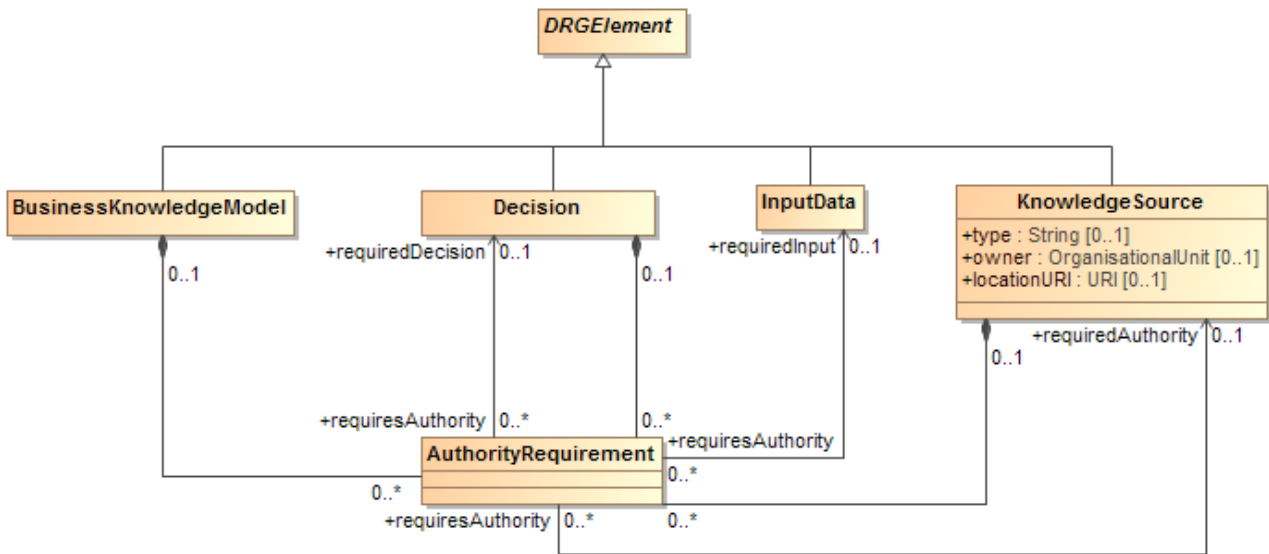 DRGElement
BusinessKnowledgeModel
Decision
InputData
KnowledgeSource
+type : String [0..1]
+owner : OrganisationalUnit [0..1]
+locationURI : URI [0..1]
0..1
+requiredDecision 0..1
0..1
+requiredInput 0..1
0..1
+requiredAuthority 0..1
+requiresAuthority 0..*
0..*
+requiresAuthority
0..*
AuthorityRequirement
0..*
+requiresAuthority 0..*
0..*